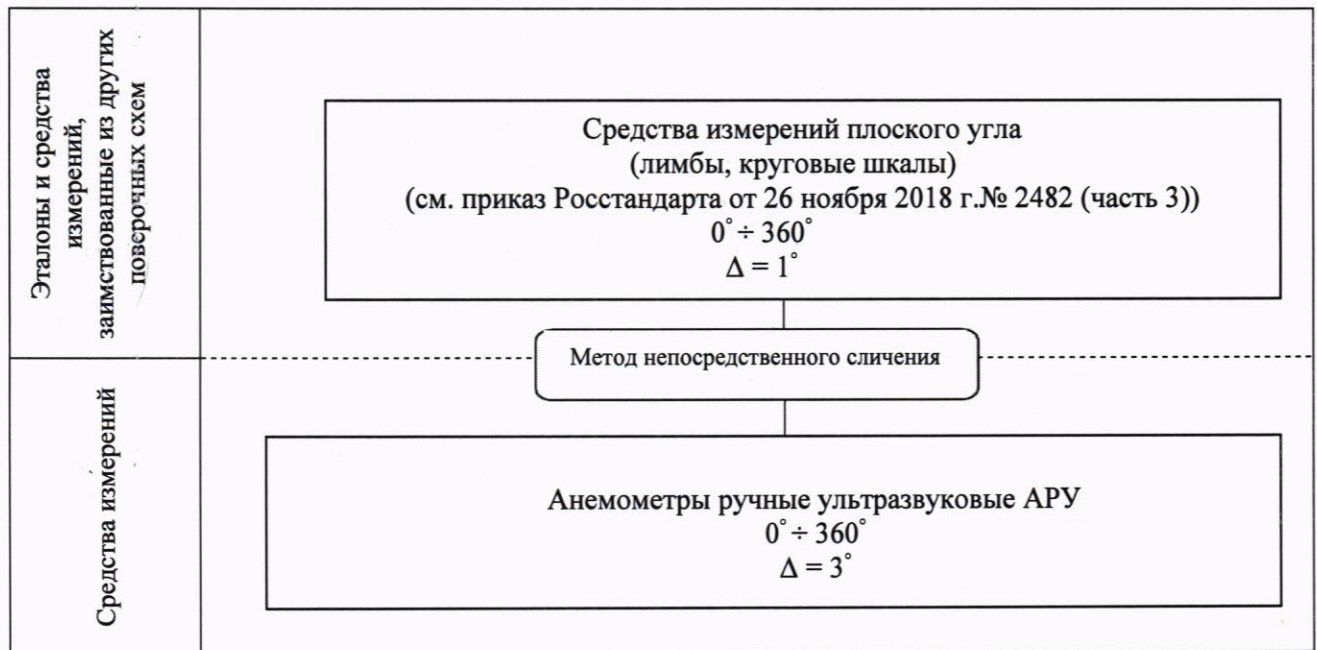 Эталоны и средства
измерений,
заимствованные из других
поверочных схем
Средства измерений плоского угла
(лимбы, круговые шкалы)
(см. приказ Росстандарта от 26 ноября 2018 г.№ 2482 (часть 3))
0° ÷ 360°
Δ = 1°
Метод непосредственного сличения
Средства измерений
Анемометры ручные ультразвуковые АРУ
0° ÷ 360°
Δ = 3°